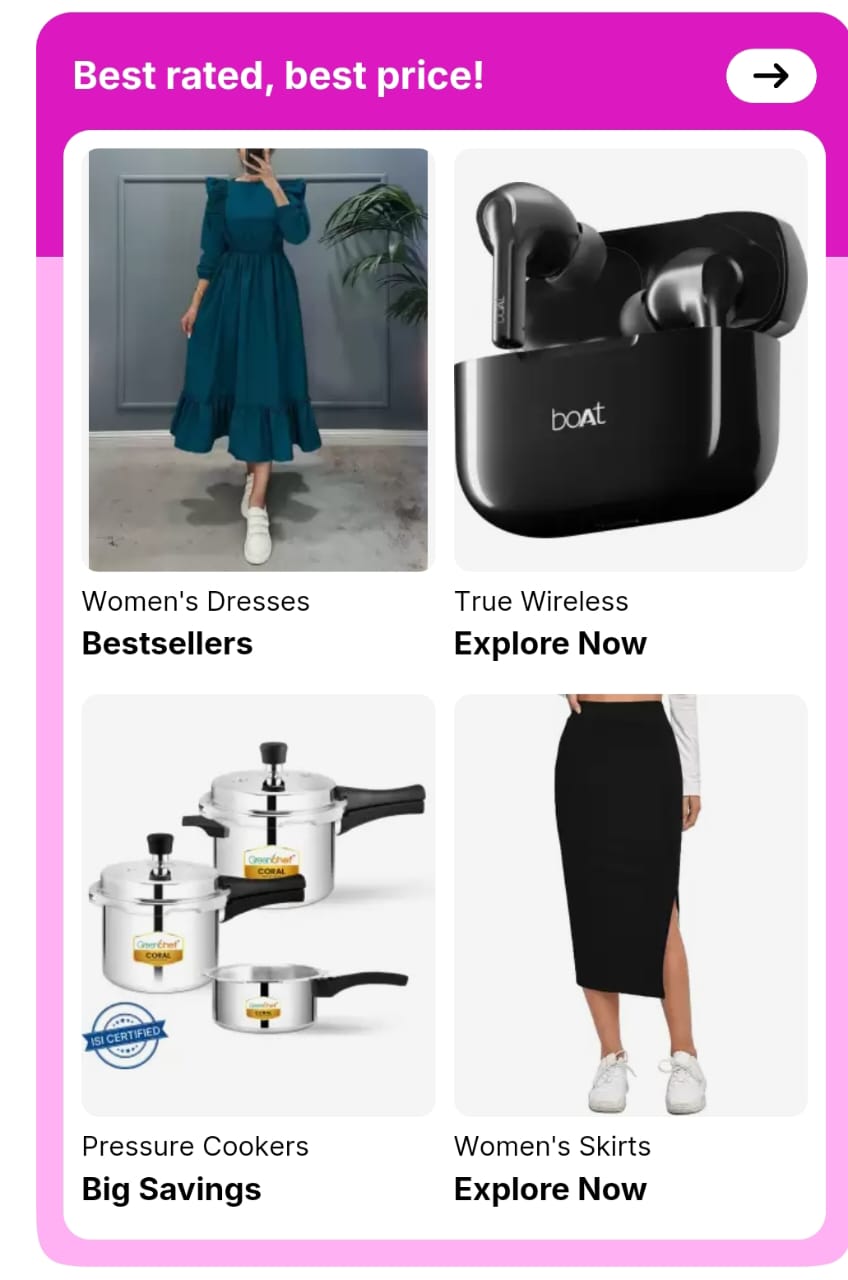 Best rated, best price!
boAt
Women's Dresses
Bestsellers
True Wireless
Explore Now
GreenChef
CORAL
GreenChef
CORAL
GreenChef
CORAL
ISI CERTIFIED
Pressure Cookers
Big Savings
Women's Skirts
Explore Now